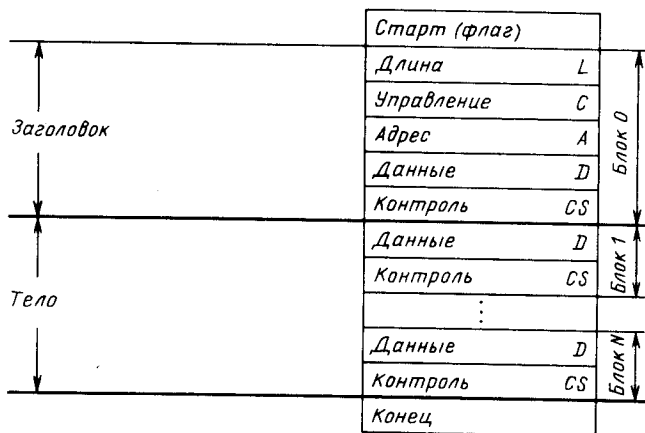 Старт (флаг)
Длина L
Управление C
Адрес A
Данные D
Контроль CS
Заголовок
Блок 0
Данные D
Контроль CS
Блок 1
⋮
Тело
Данные D
Контроль CS
Блок N
Конец